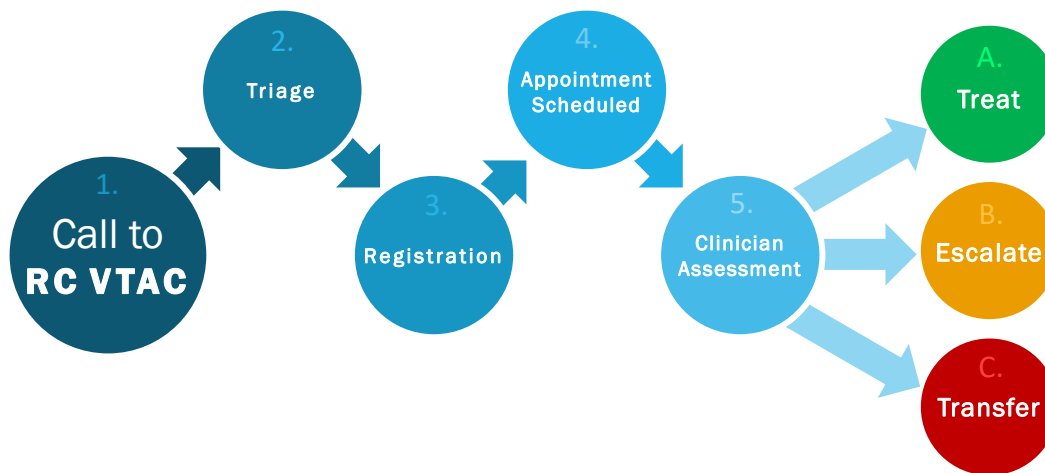 1.
Call to
RC VTAC
2.
Triage
3.
Registration
4.
Appointment
Scheduled
5.
Clinician
Assessment
A.
Treat
B.
Escalate
C.
Transfer